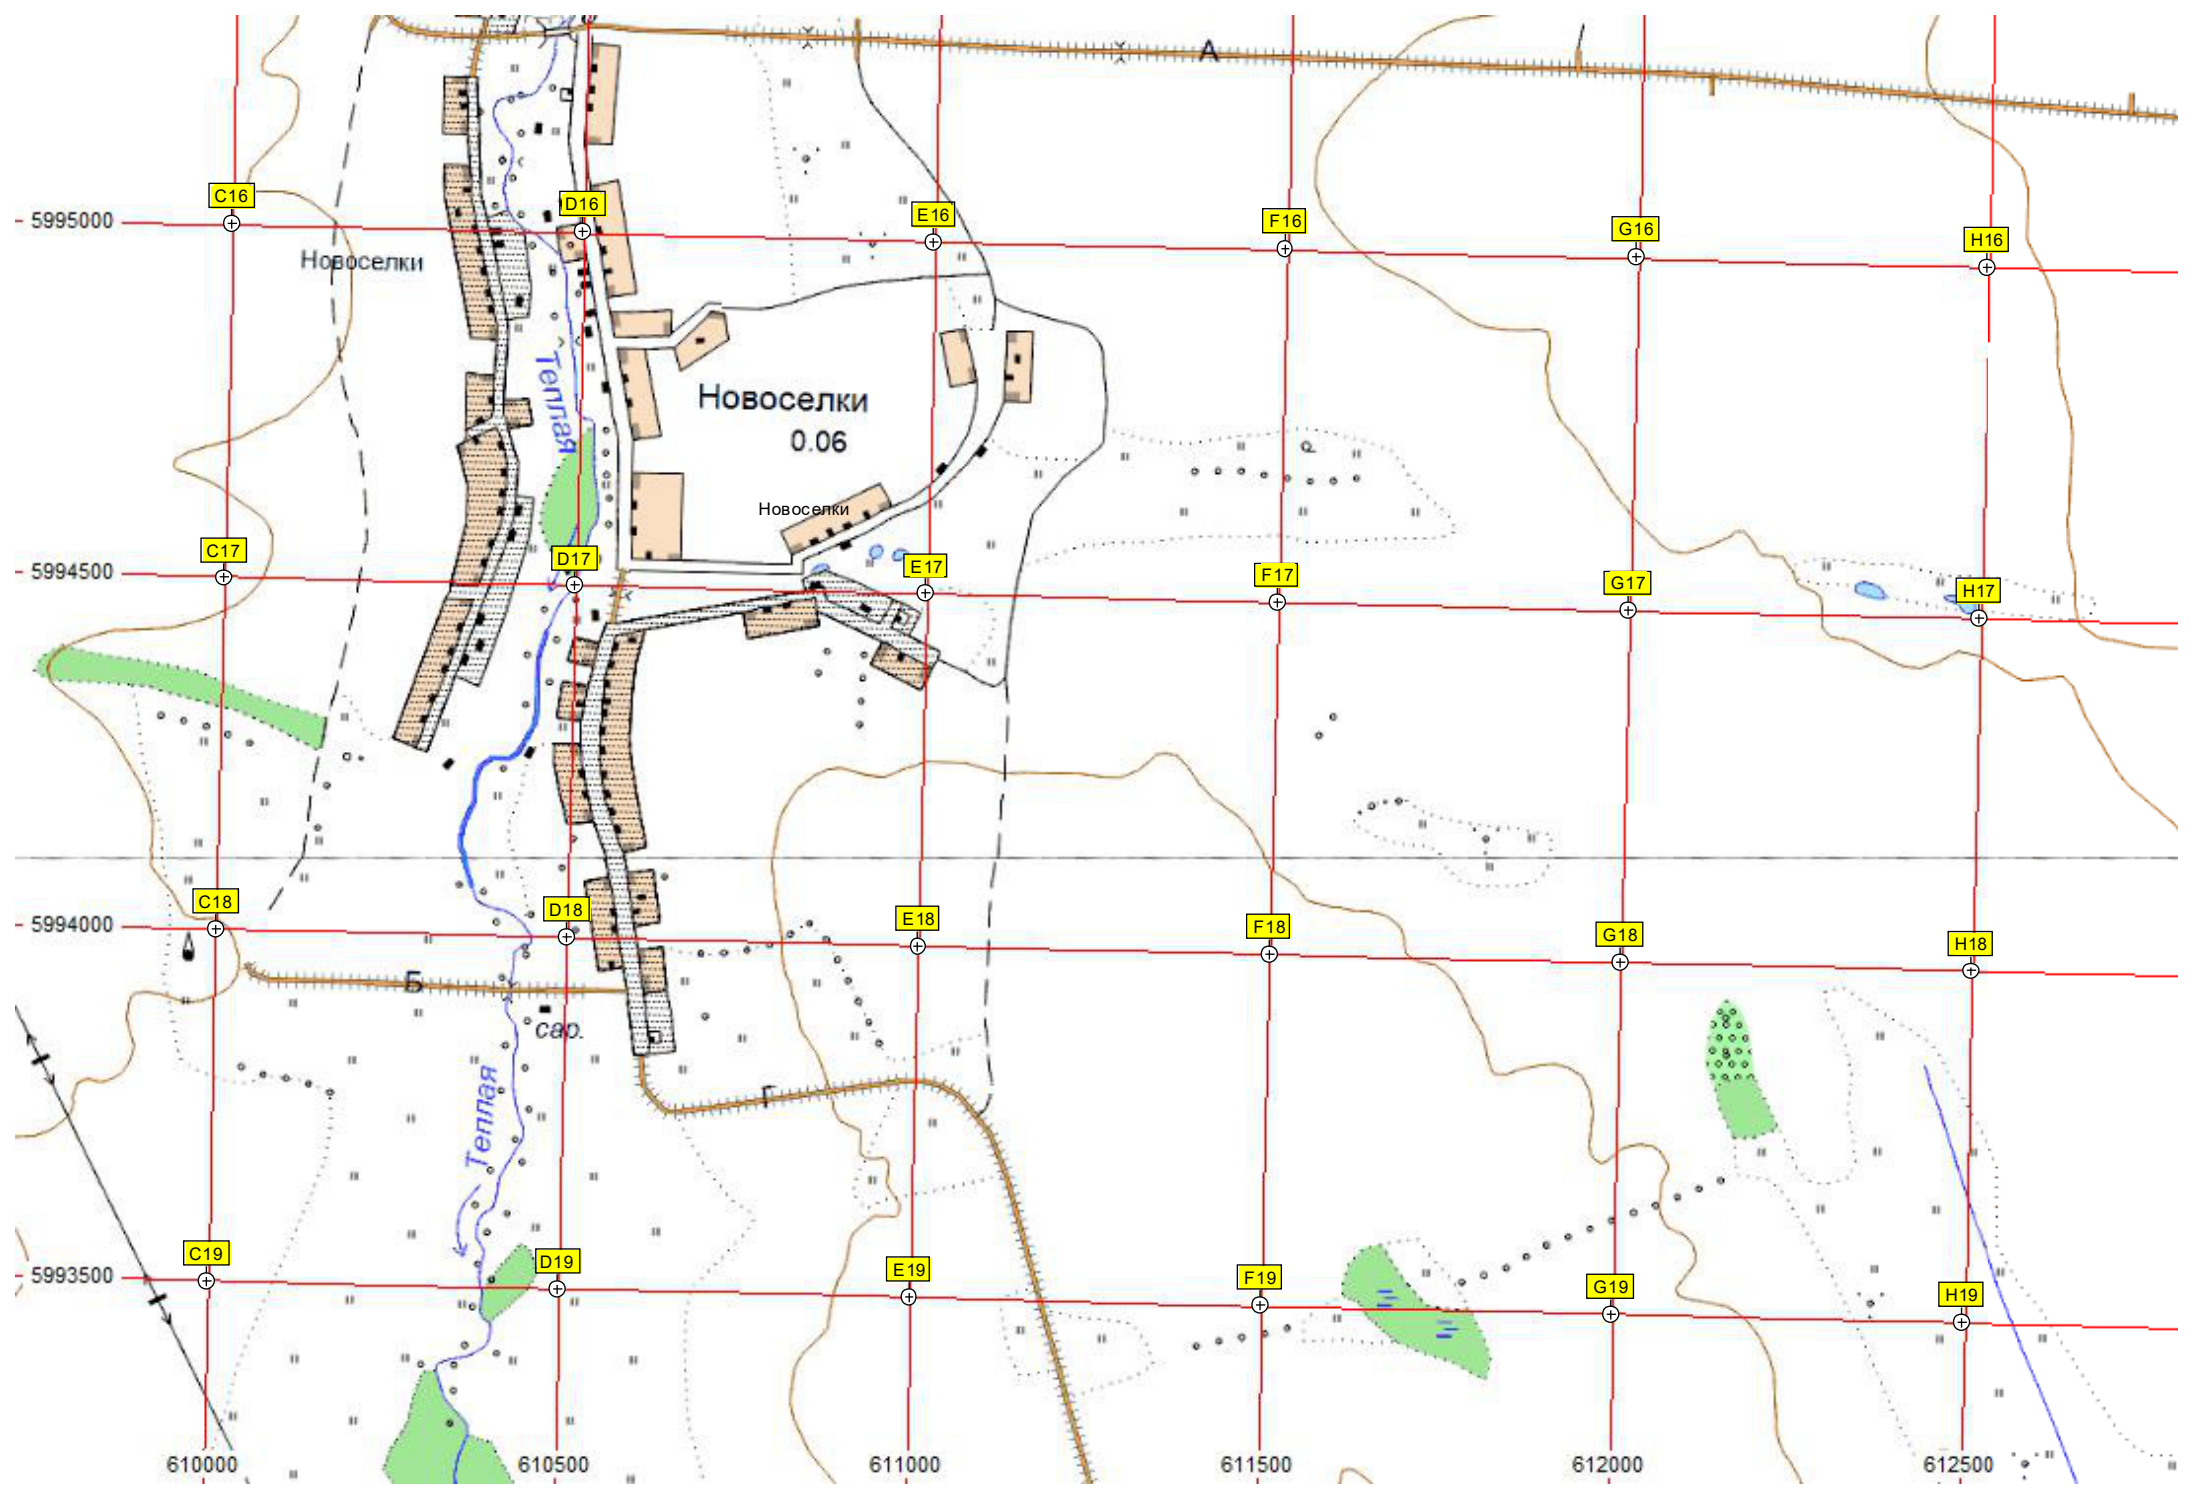 А
C16
D16
E16
F16
G16
H16
5995000
Новоселки
Теплая
Новоселки
0.06
Новоселки
C17
D17
E17
F17
G17
H17
5994500
C18
D18
E18
F18
G18
H18
5994000
Б
сар.
Теплая
Г
C19
D19
E19
F19
G19
H19
5993500
610000
610500
611000
611500
612000
612500